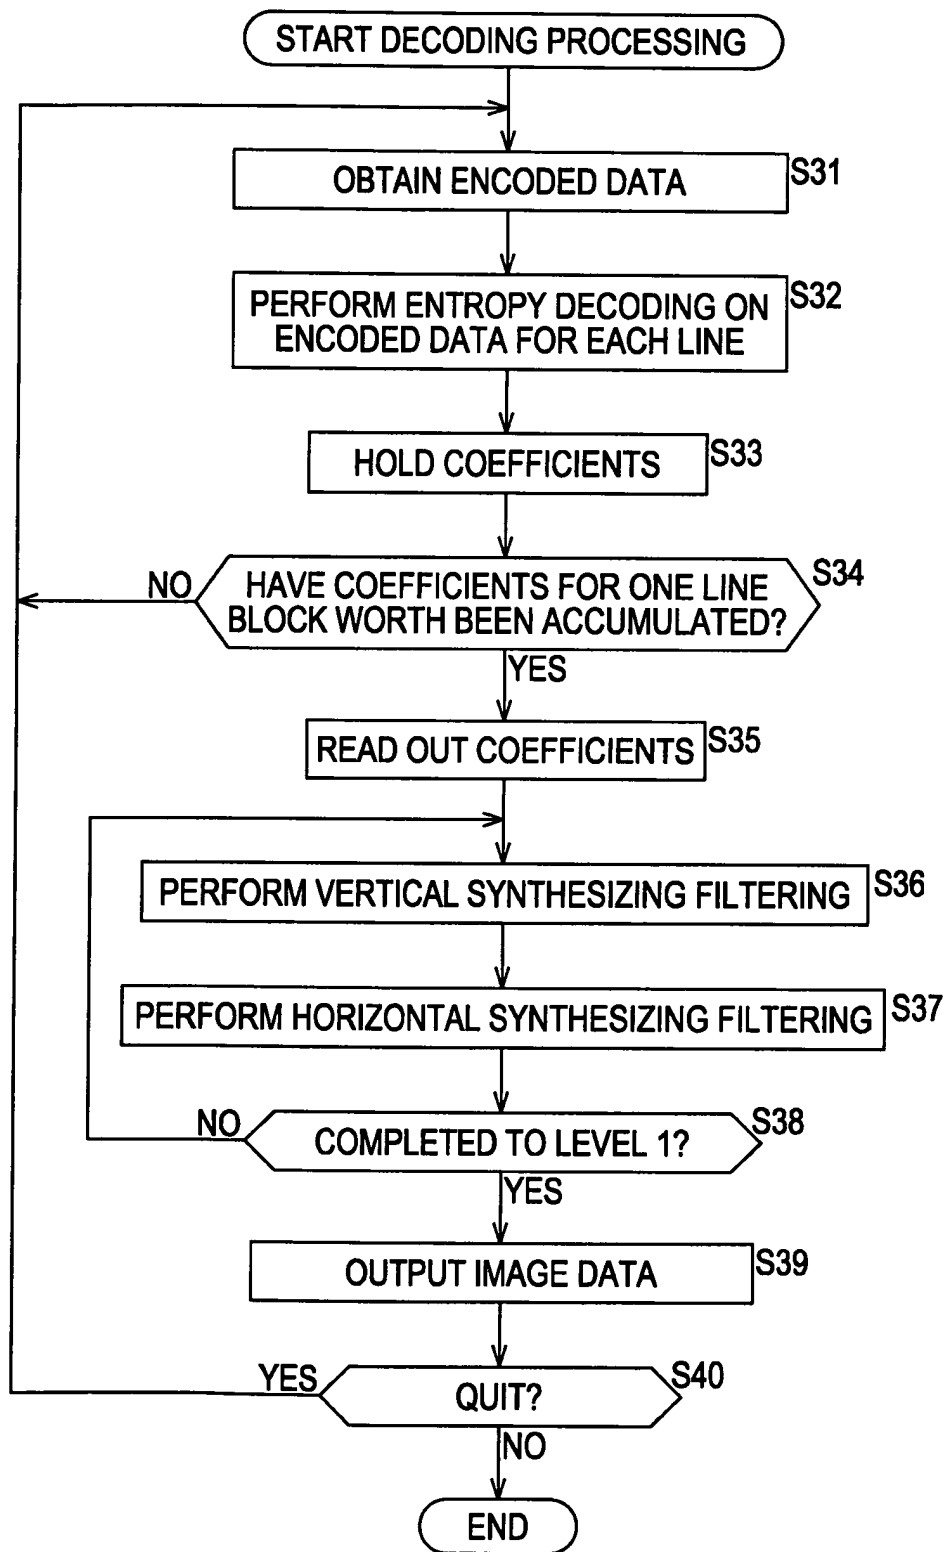 START DECODING PROCESSING
OBTAIN ENCODED DATA
S31
PERFORM ENTROPY DECODING ON
ENCODED DATA FOR EACH LINE
S32
HOLD COEFFICIENTS
S33
NO
HAVE COEFFICIENTS FOR ONE LINE
BLOCK WORTH BEEN ACCUMULATED?
S34
YES
READ OUT COEFFICIENTS
S35
PERFORM VERTICAL SYNTHESIZING FILTERING
S36
PERFORM HORIZONTAL SYNTHESIZING FILTERING
S37
NO
COMPLETED TO LEVEL 1?
S38
YES
OUTPUT IMAGE DATA
S39
YES
QUIT?
S40
NO
END